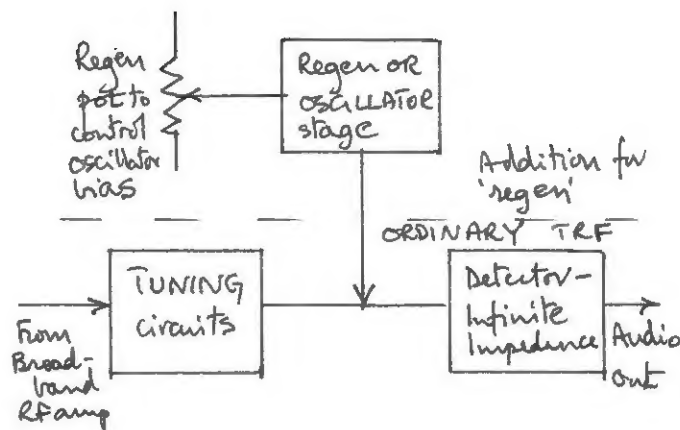 Regen
pot to
control
oscillator
bias
Regen OR
OSCILLATOR
stage
Addition for
'regen'
ORDINARY TRF
TUNING
circuits
Detector-
Infinite
Impedance
From
Broad-
band
RF amp
Audio
out